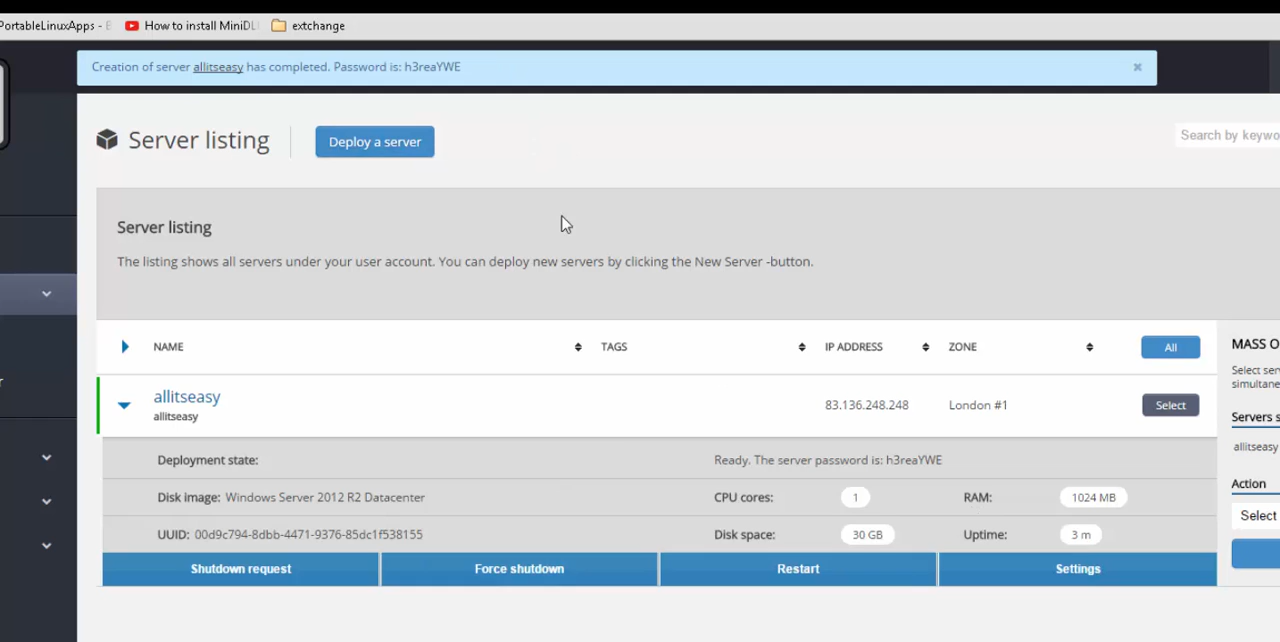 PortableLinuxApps - How to install MiniDL extchange
Creation of server allitseasy has completed. Password is: h3reaYWE ×
Server listing Deploy a server Search by keywo
Server listing
The listing shows all servers under your user account. You can deploy new servers by clicking the New Server -button.
NAME TAGS IP ADDRESS ZONE All MASS O
Select ser
simultane
allitseasy 83.136.248.248 London #1 Select
allitseasy
Servers s
allitseasy
Deployment state: Ready. The server password is: h3reaYWE
Action
Disk image: Windows Server 2012 R2 Datacenter CPU cores: 1 RAM: 1024 MB
Select
UUID: 00d9c794-8dbb-4471-9376-85dc1f538155 Disk space: 30 GB Uptime: 3 m
Shutdown request Force shutdown Restart Settings